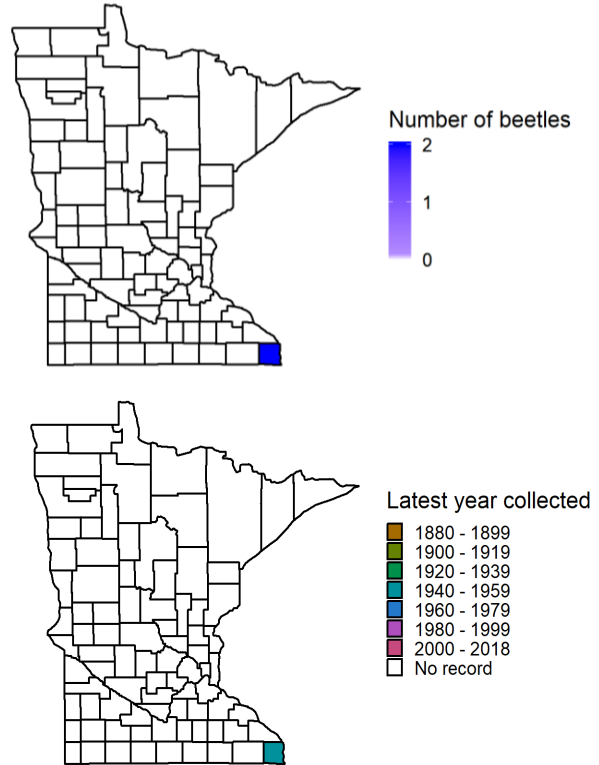 Number of beetles
2
1
0
Latest year collected
1880 - 1899
1900 - 1919
1920 - 1939
1940 - 1959
1960 - 1979
1980 - 1999
2000 - 2018
No record